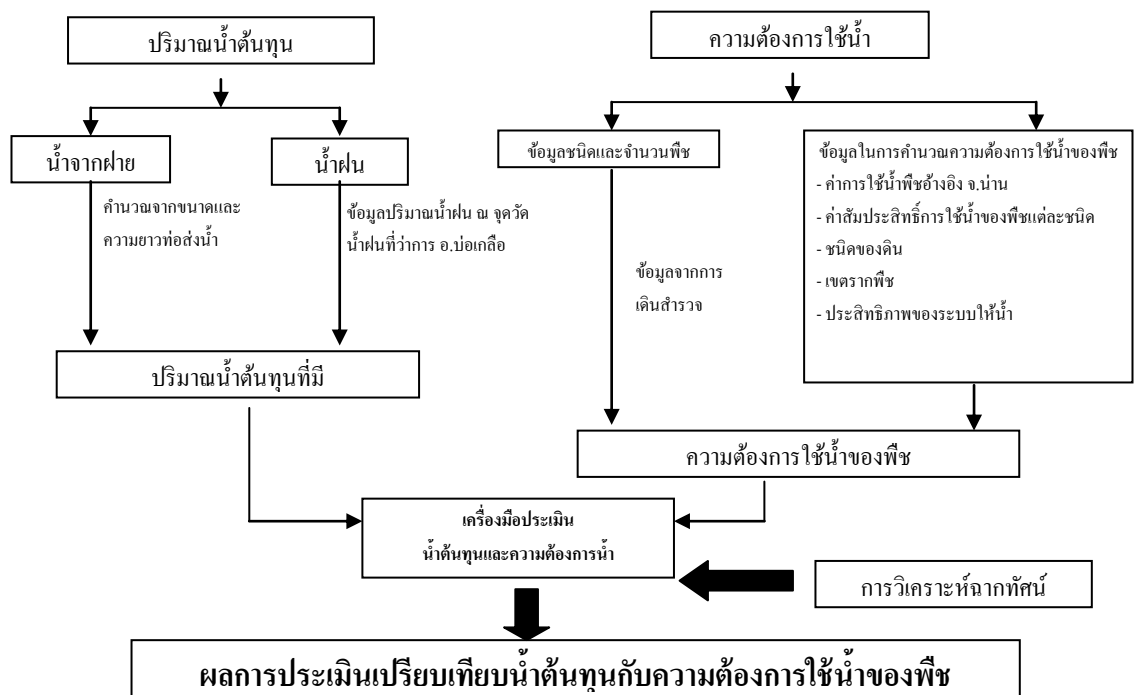 ปริมาณน้ำต้นทุน
ความต้องการใช้น้ำ
น้ำจากฝาย
น้ำฝน
คำนวณจากขนาดและ
ความยาวท่อส่งน้ำ
ข้อมูลปริมาณน้ำฝน ณ จุดวัด
น้ำฝนที่ว่าการ อ.บ่อเกลือ
ปริมาณน้ำต้นทุนที่มี
ข้อมูลชนิดและจำนวนพืช
ข้อมูลจากการ
เดินสำรวจ
ข้อมูลในการคำนวณความต้องการใช้น้ำของพืช
- ค่าการใช้น้ำพืชอ้างอิง จ.น่าน
- ค่าสัมประสิทธิ์การใช้น้ำของพืชแต่ละชนิด
- ชนิดของดิน
- เขตรากพืช
- ประสิทธิภาพของระบบให้น้ำ
ความต้องการใช้น้ำของพืช
เครื่องมือประเมิน
น้ำต้นทุนและความต้องการน้ำ
การวิเคราะห์ฉากทัศน์
ผลการประเมินเปรียบเทียบน้ำต้นทุนกับความต้องการใช้น้ำของพืช